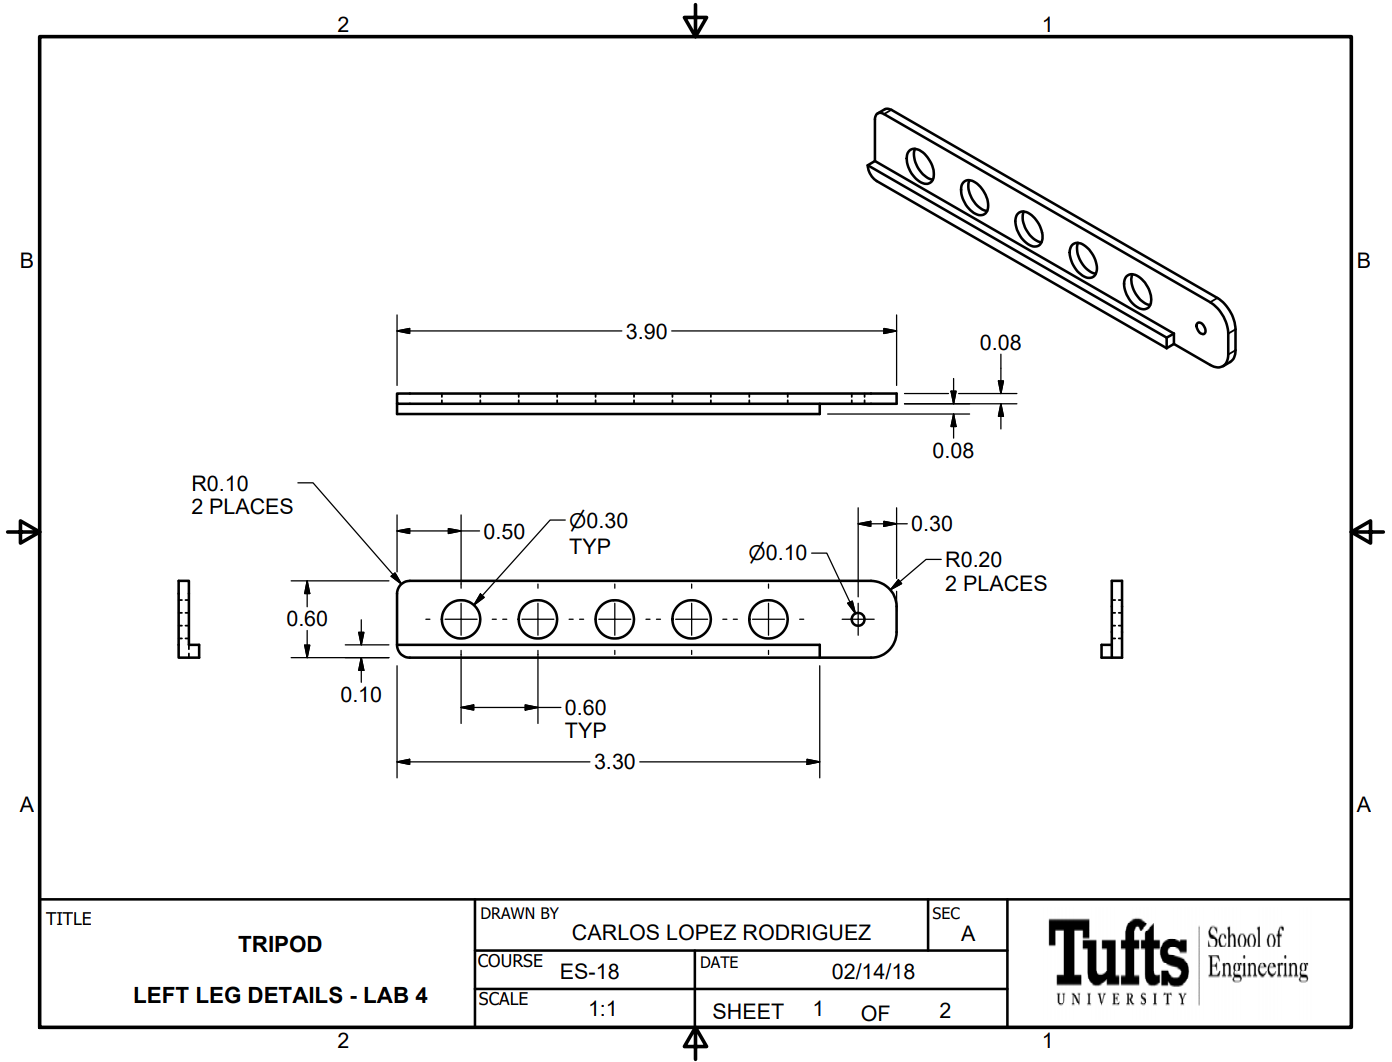 2
1
B
B
3.90
0.08
0.08
R0.10
2 PLACES
0.50
Ø0.30
TYP
Ø0.10
0.30
R0.20
2 PLACES
0.60
0.10
0.60
TYP
3.30
A
A
TITLE
TRIPOD
LEFT LEG DETAILS - LAB 4
DRAWN BY
CARLOS LOPEZ RODRIGUEZ
SEC
A
COURSE
ES-18
DATE
02/14/18
SCALE
1:1
SHEET 1 OF 2
Tufts
UNIVERSITY
School of
Engineering
2
1